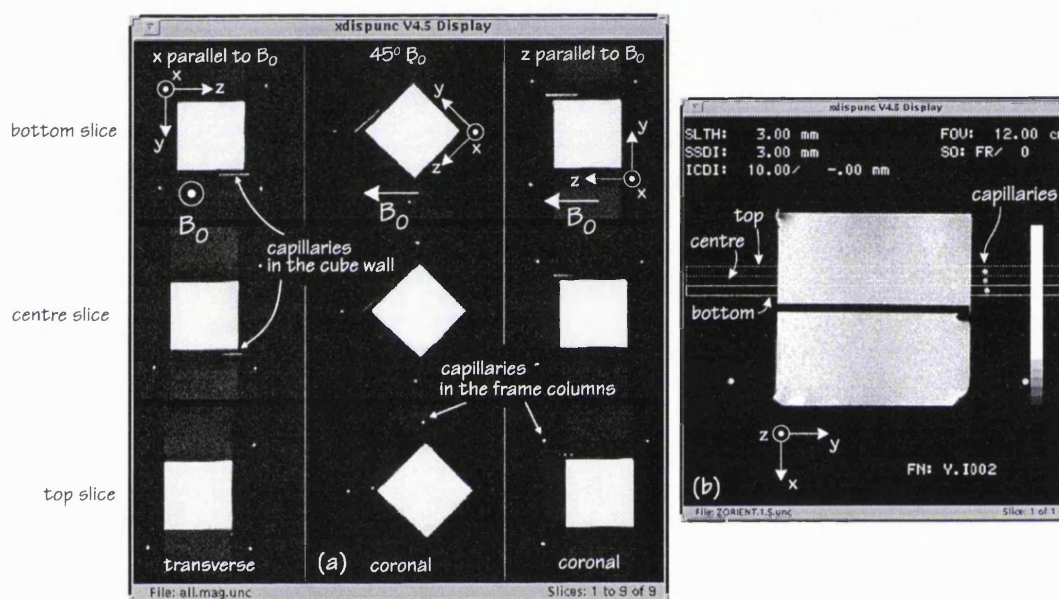 xdispunc V4.5 Display
x parallel to B₀
45° B₀
z parallel to B₀
x
z
y
B₀
y
x
z
B₀
y
z
x
B₀
bottom slice
capillaries
in the cube wall
centre slice
capillaries
in the frame columns
top slice
transverse
(a)
coronal
coronal
File: all.mag.unc
Slices: 1 to 9 of 9
xdispunc V4.5 Display
SLTH: 3.00 mm
FOV: 12.00
SSDI: 3.00 mm
SO: FR/ 0
ICDI: 10.00/ -.00 mm
capillaries
top
centre
bottom
z
y
x
FN: Y.I002
(b)
File: ZORIENT.1.5.unc
Slice: 1 of 1